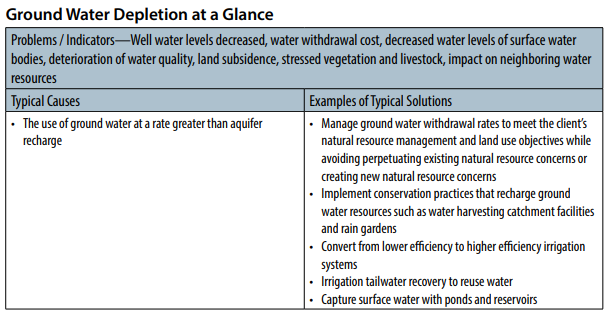 Ground Water Depletion at a Glance
Problems / Indicators—Well water levels decreased, water withdrawal cost, decreased water levels of surface water
bodies, deterioration of water quality, land subsidence, stressed vegetation and livestock, impact on neighboring water
resources
Typical Causes
Examples of Typical Solutions
• The use of ground water at a rate greater than aquifer
recharge
• Manage ground water withdrawal rates to meet the client's
natural resource management and land use objectives while
avoiding perpetuating existing natural resource concerns or
creating new natural resource concerns
• Implement conservation practices that recharge ground
water resources such as water harvesting catchment facilities
and rain gardens
• Convert from lower efficiency to higher efficiency irrigation
systems
• Irrigation tailwater recovery to reuse water
• Capture surface water with ponds and reservoirs